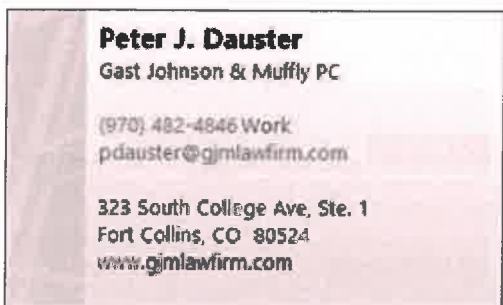 Peter J. Dauster
Gast Johnson & Muffly PC
(970) 482-4846 Work
pdauster@gjmlawfirm.com
323 South College Ave, Ste. 1
Fort Collins, CO 80524
www.gjmlawfirm.com